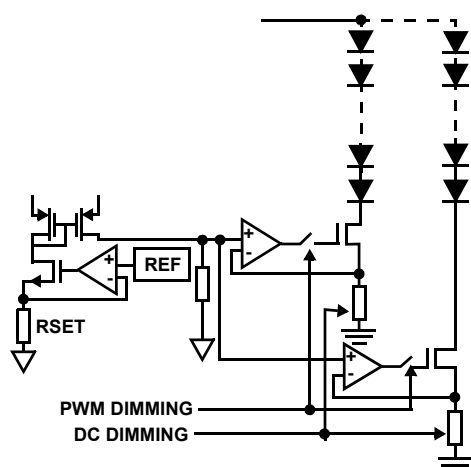 +
-
+
-
REF
RSET
+
-
PWM DIMMING
DC DIMMING